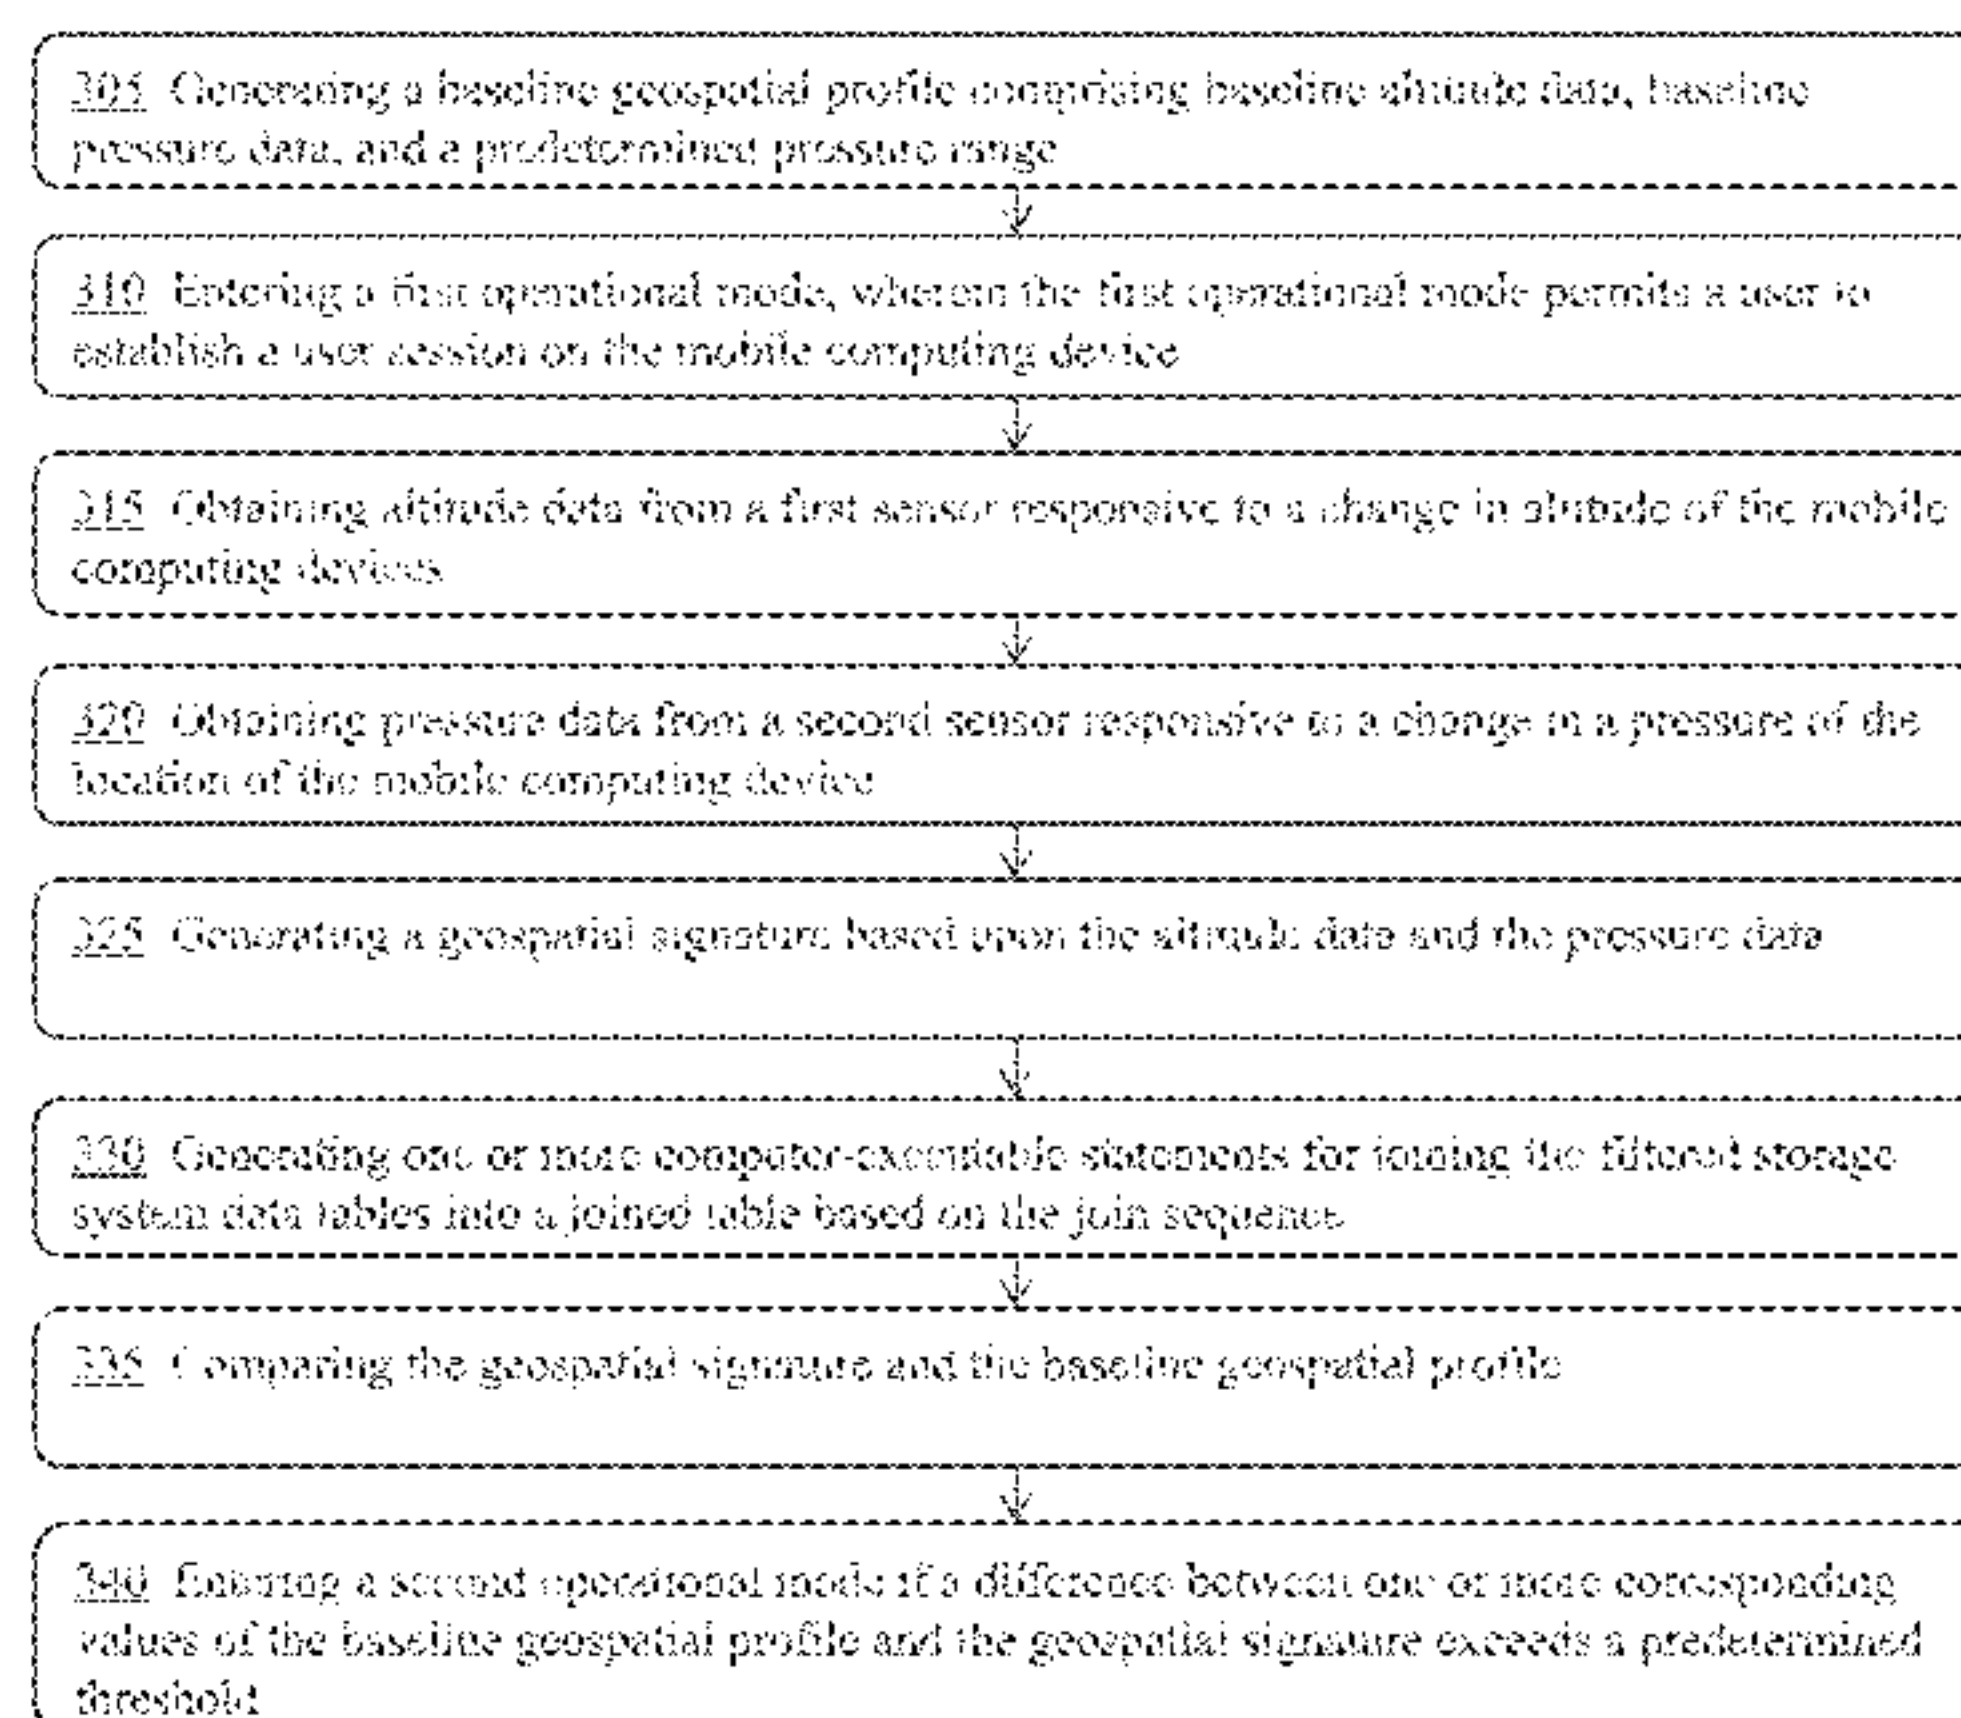 305 Generating a baseline geospatial profile comprising baseline altitude data, baseline
pressure data, and a predetermined pressure range
310 Entering a first operational mode, wherein the first operational mode permits a user to
establish a user session on the mobile computing device
315 Obtaining altitude data from a first sensor responsive to a change in altitude of the mobile
computing devices
320 Obtaining pressure data from a second sensor responsive to a change in a pressure of the
location of the mobile computing device
325 Generating a geospatial signature based upon the altitude data and the pressure data
330 Generating one or more computer-executable statements for joining the filtered storage
system data tables into a joined table based on the join sequence
335 Comparing the geospatial signature and the baseline geospatial profile
340 Entering a second operational mode if a difference between one or more corresponding
values of the baseline geospatial profile and the geospatial signature exceeds a predetermined
threshold